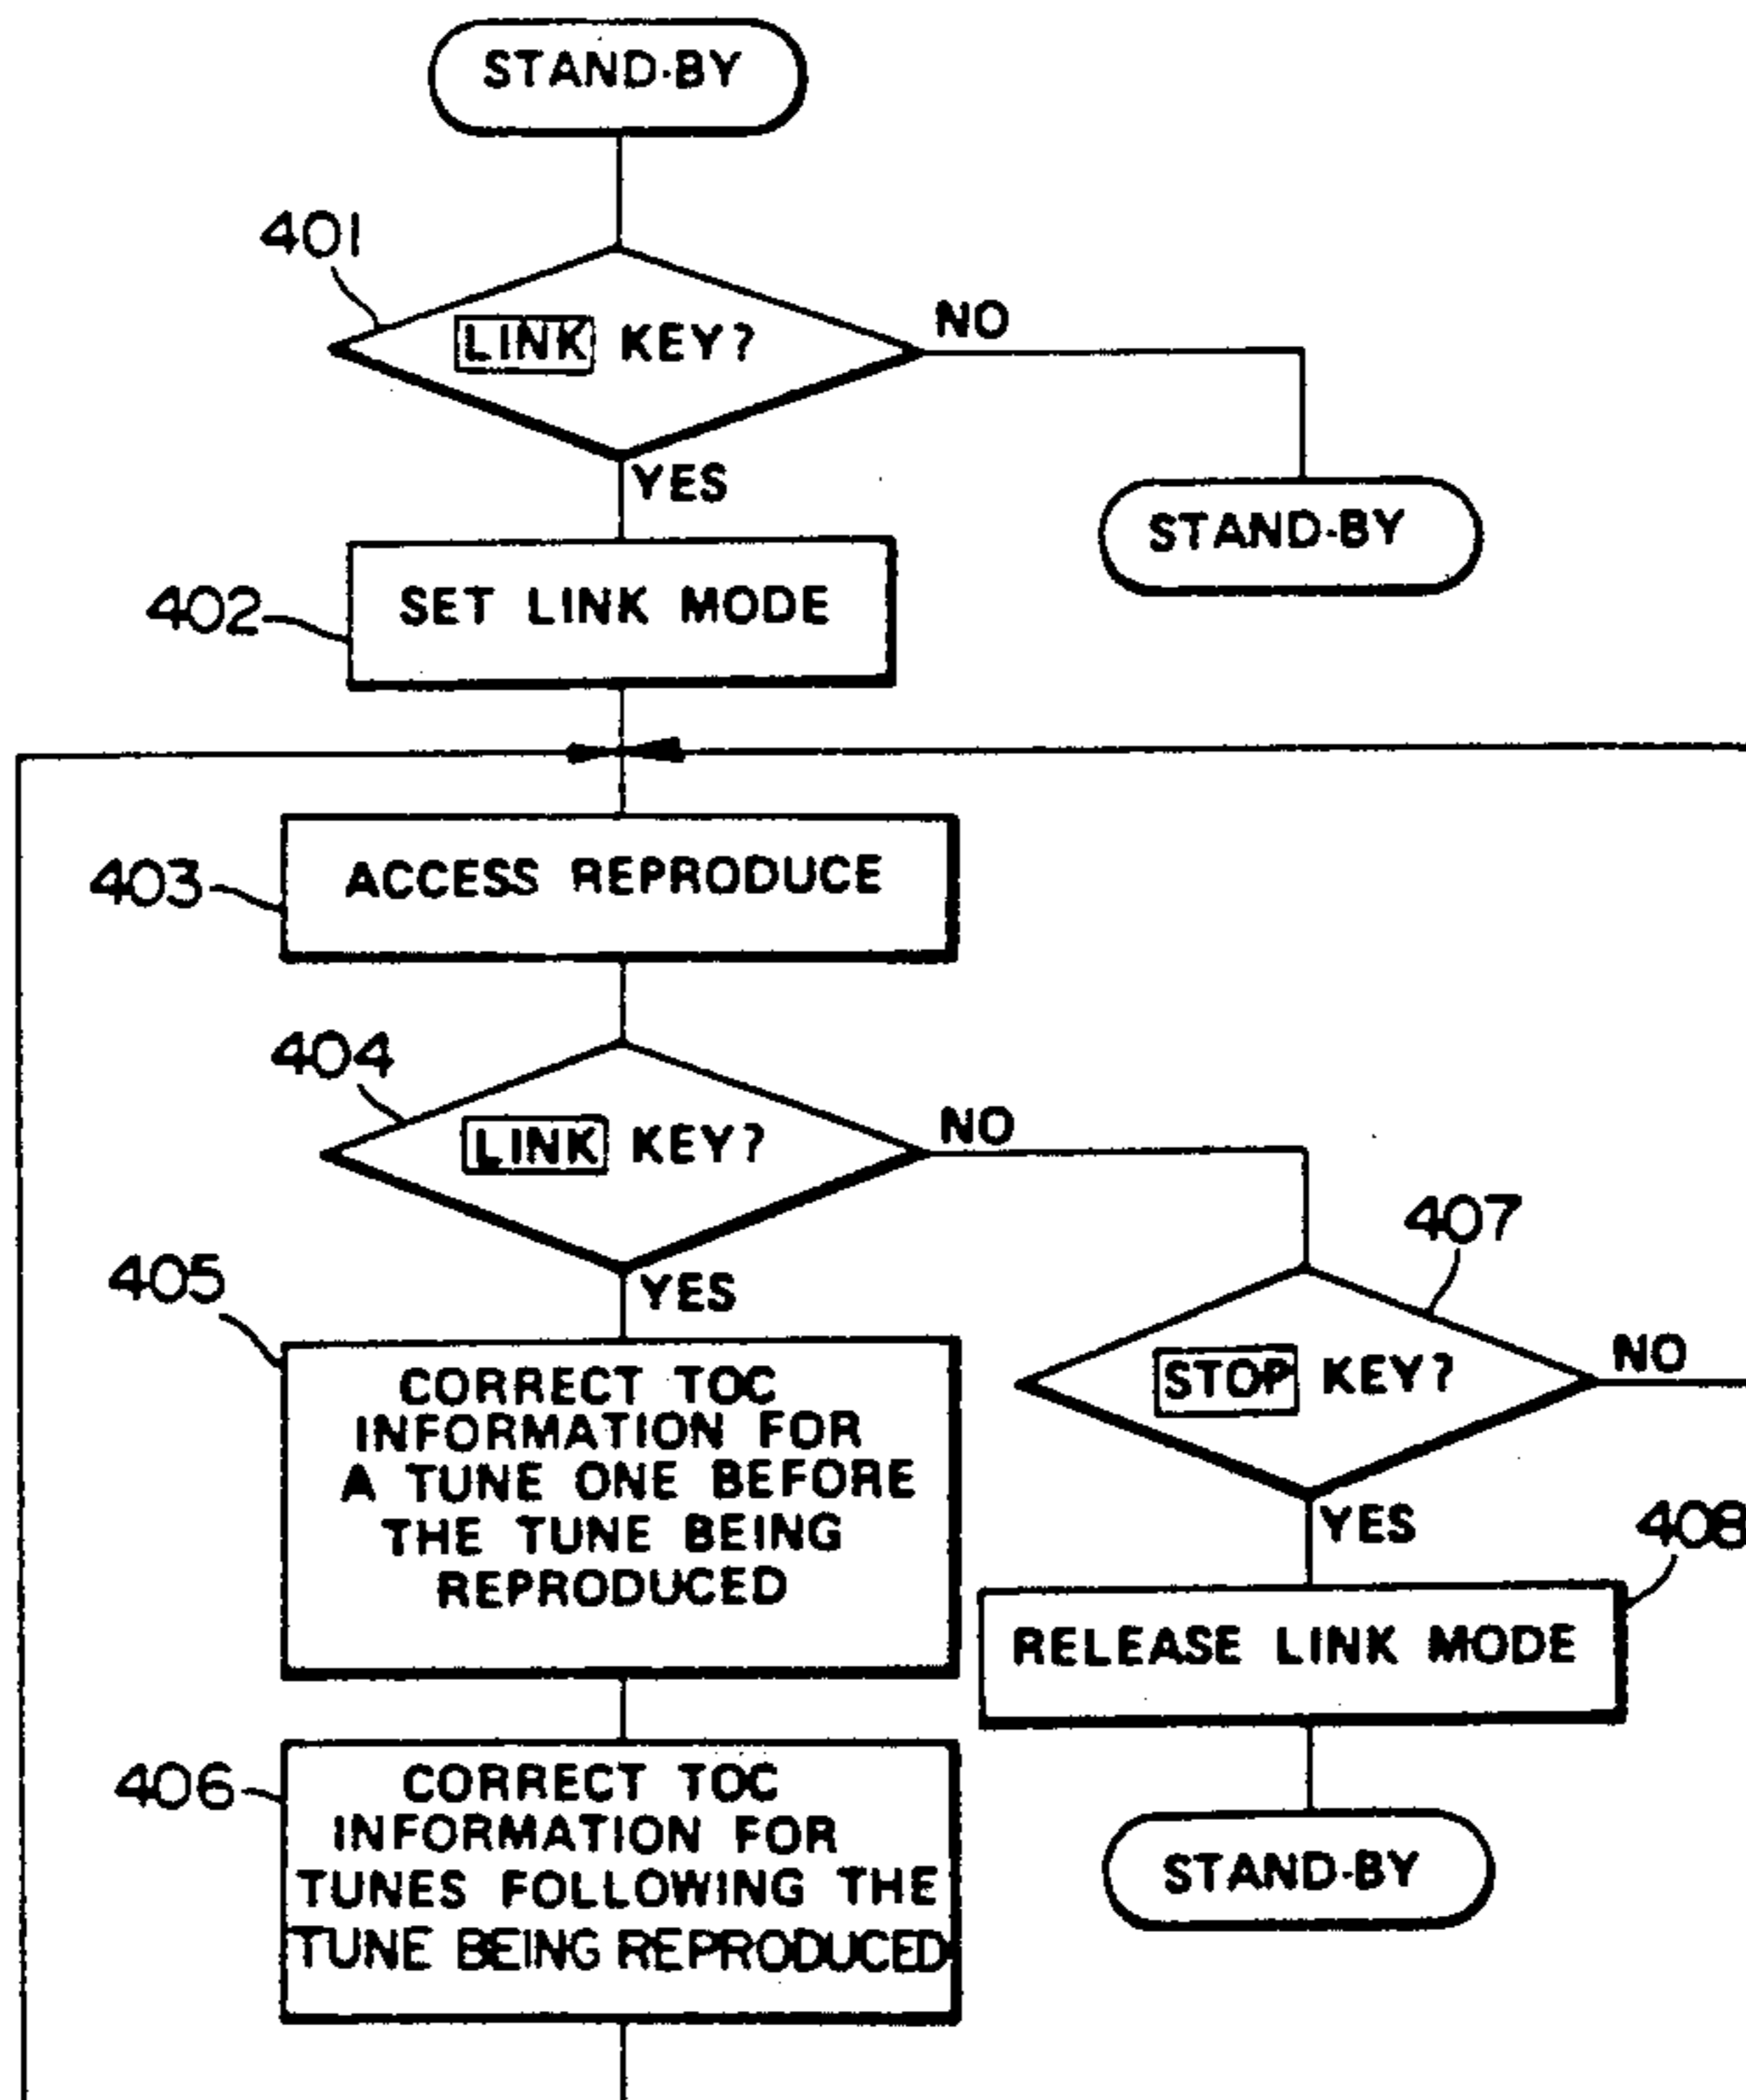 STAND-BY
401
LINK KEY?
NO
YES
STAND-BY
402
SET LINK MODE
403
ACCESS REPRODUCE
404
LINK KEY?
NO
407
405
YES
STOP KEY?
NO
CORRECT TOC
INFORMATION FOR
A TUNE ONE BEFORE
THE TUNE BEING
REPRODUCED
YES
408
RELEASE LINK MODE
406
CORRECT TOC
INFORMATION FOR
TUNES FOLLOWING THE
TUNE BEING REPRODUCED
STAND-BY